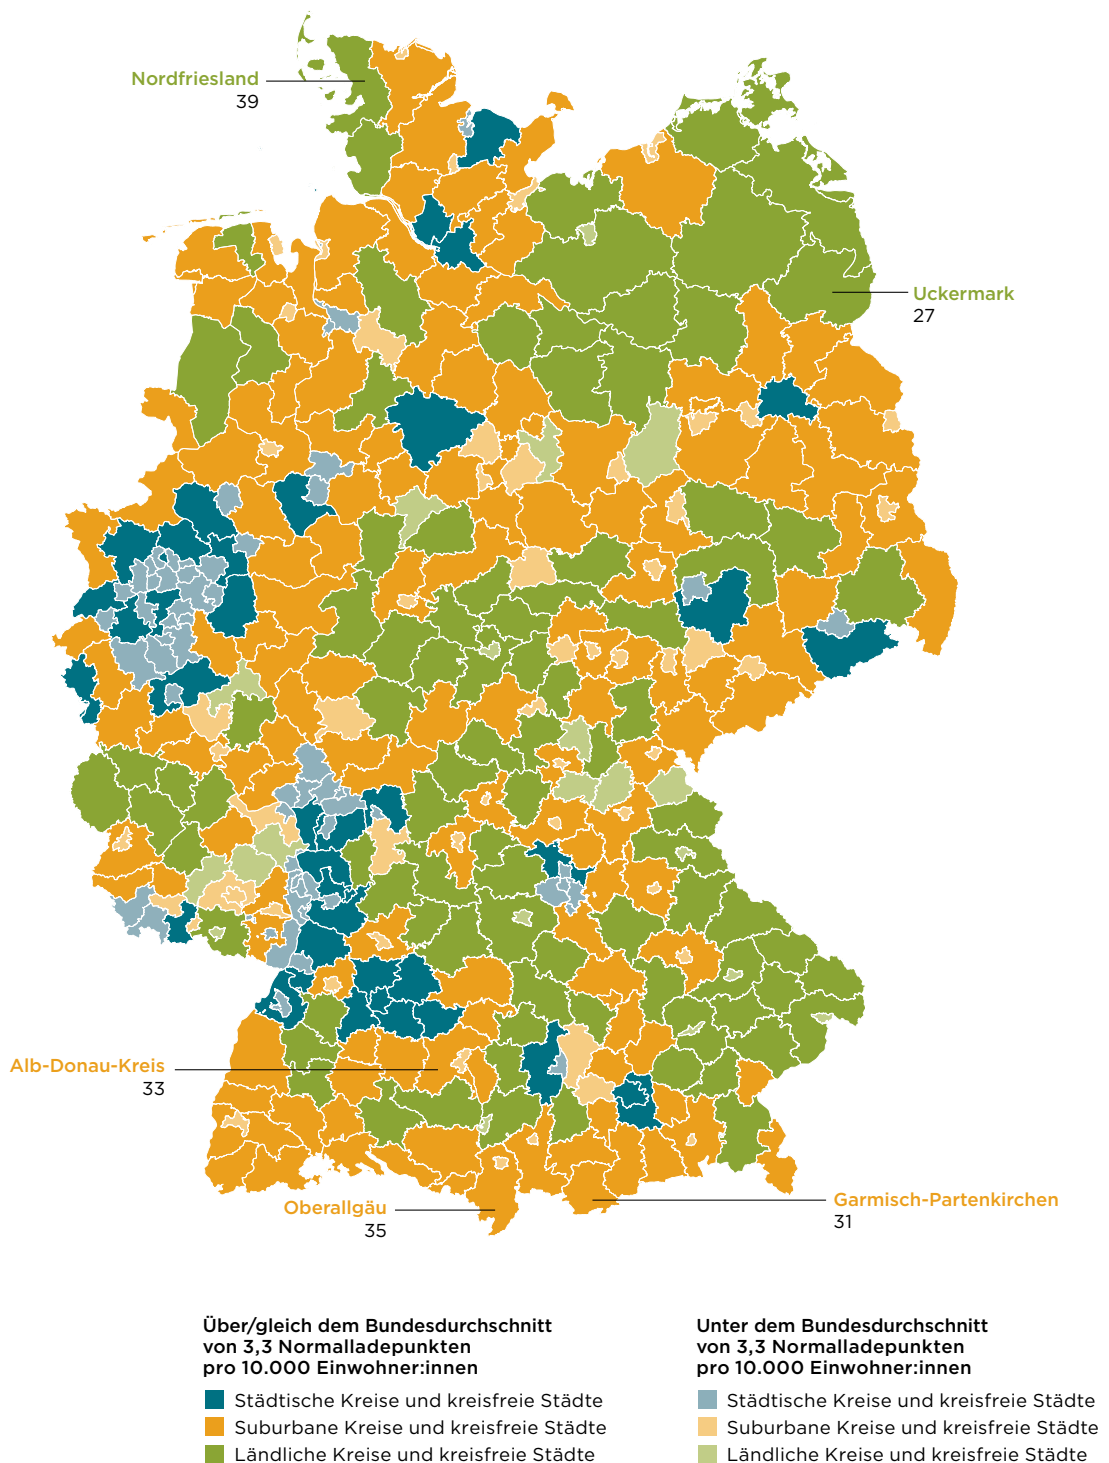 Nordfriesland
39
Uckermark
27
Alb-Donau-Kreis
33
Oberallgäu
35
Garmisch-Partenkirchen
31
Über/gleich dem Bundesdurchschnitt
von 3,3 Normalladepunkten
pro 10.000 Einwohner:innen
Städtische Kreise und kreisfreie Städte
Suburbane Kreise und kreisfreie Städte
Ländliche Kreise und kreisfreie Städte
Unter dem Bundesdurchschnitt
von 3,3 Normalladepunkten
pro 10.000 Einwohner:innen
Städtische Kreise und kreisfreie Städte
Suburbane Kreise und kreisfreie Städte
Ländliche Kreise und kreisfreie Städte